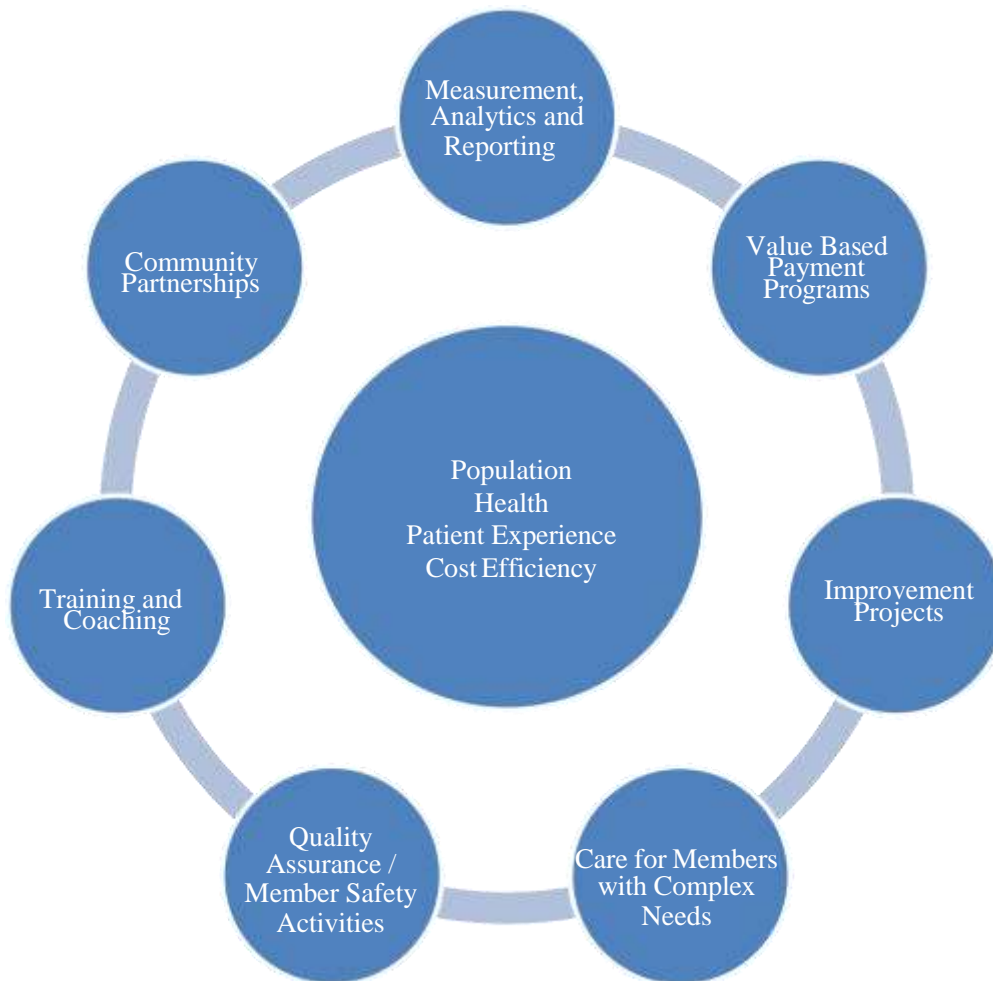 Measurement,
Analytics and
Reporting
Value Based
Payment
Programs
Community
Partnerships
Population
Health
Patient Experience
Cost Efficiency
Improvement
Projects
Training and
Coaching
Quality
Assurance /
Member Safety
Activities
Care for Members
with Complex
Needs